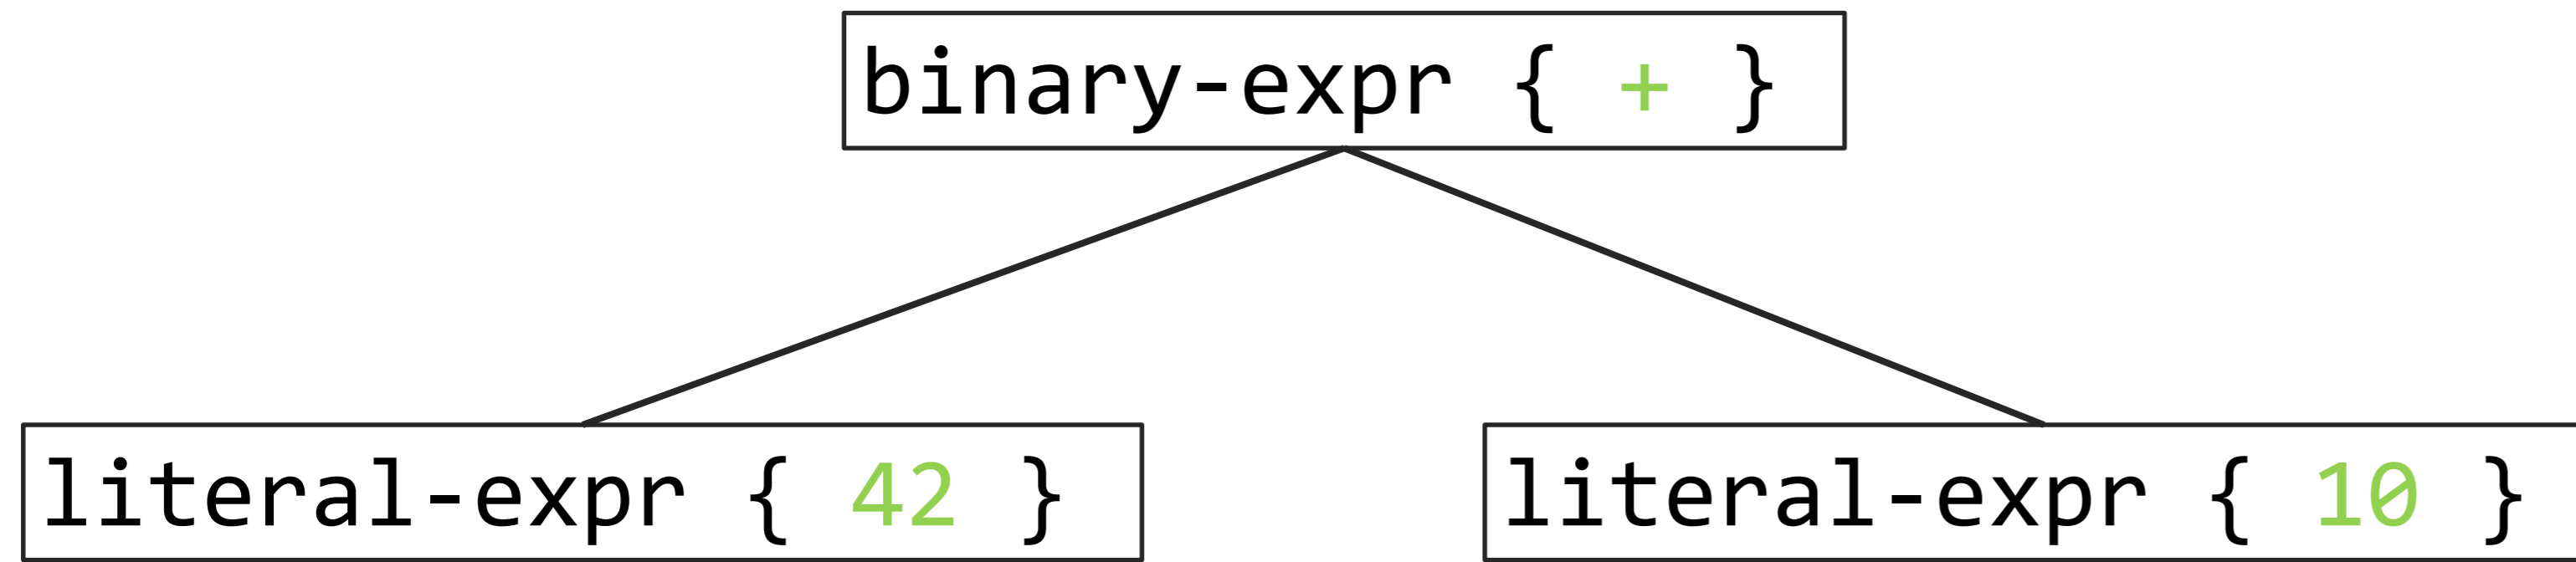 binary-expr { + }
literal-expr { 42 }
literal-expr { 10 }